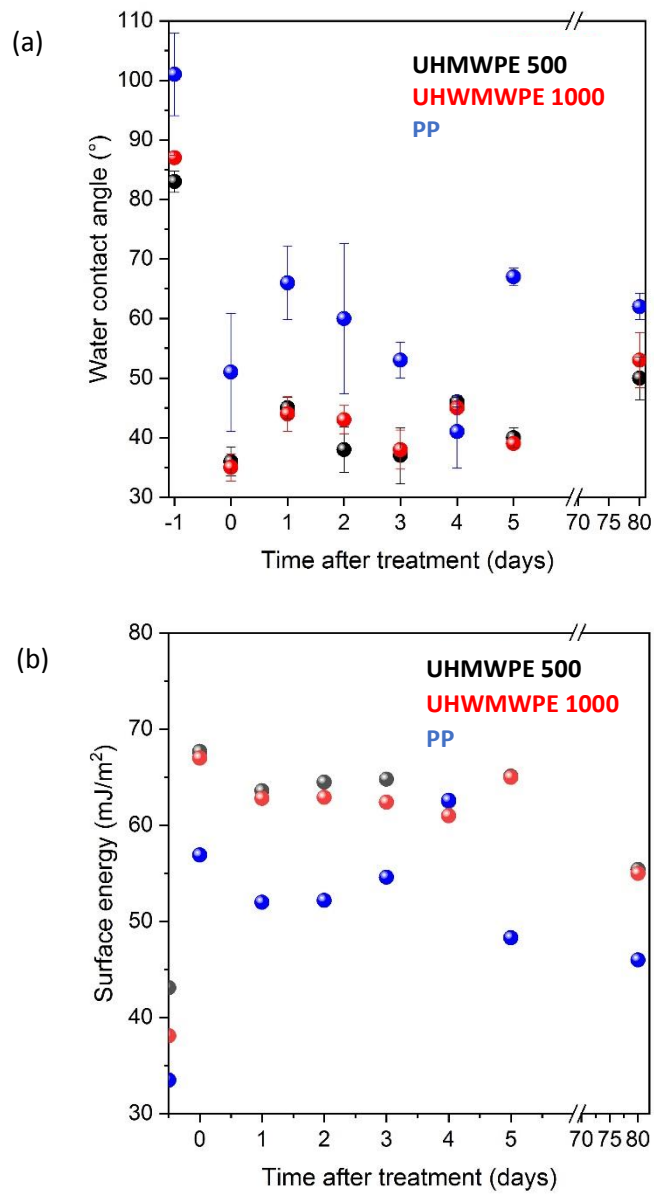 (a)
110
100
90
80
70
60
50
40
30
Water contact angle (°)
UHMWPE 500
UHWMWPE 1000
PP
-1 0 1 2 3 4 5 70 75 80
Time after treatment (days)
(b)
80
70
60
50
40
30
Surface energy (mJ/m²)
UHMWPE 500
UHWMWPE 1000
PP
0 1 2 3 4 5 70 75 80
Time after treatment (days)